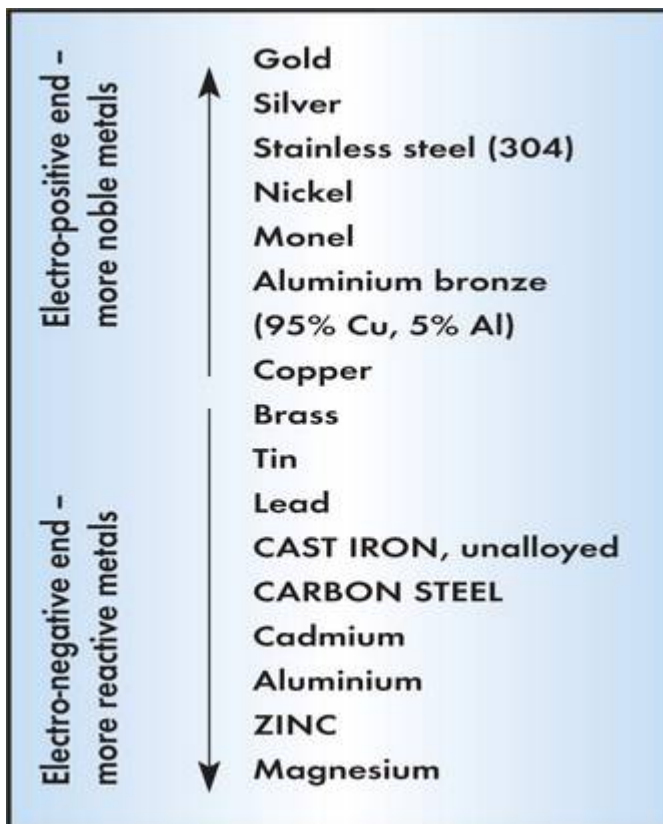 Electro-positive end –
more noble metals
Electro-negative end –
more reactive metals
Gold
Silver
Stainless steel (304)
Nickel
Monel
Aluminium bronze
(95% Cu, 5% Al)
Copper
Brass
Tin
Lead
CAST IRON, unalloyed
CARBON STEEL
Cadmium
Aluminium
ZINC
Magnesium